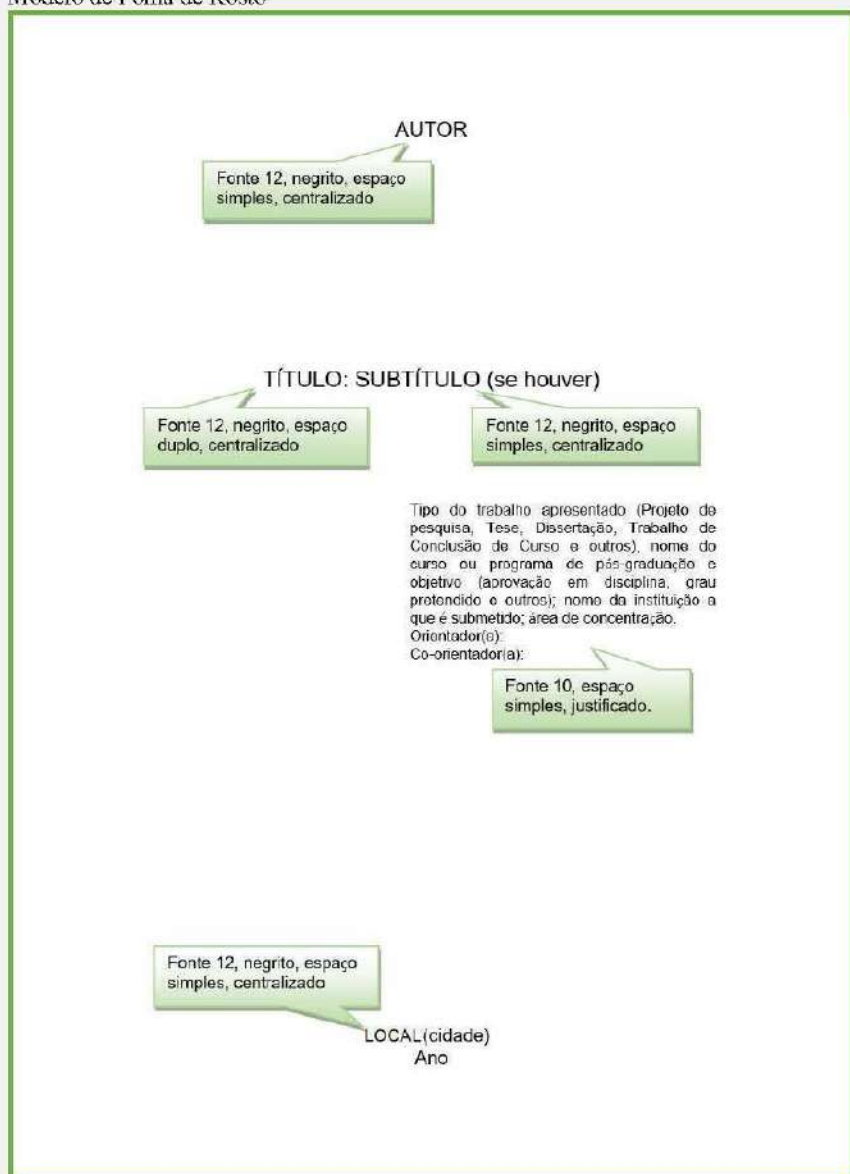 Modelo de Folha de Rosto
AUTOR
Fonte 12, negrito, espaço
simples, centralizado
TÍTULO: SUBTÍTULO (se houver)
Fonte 12, negrito, espaço
duplo, centralizado
Fonte 12, negrito, espaço
simples, centralizado
Tipo do trabalho apresentado (Projeto de
pesquisa, Tese, Dissertação, Trabalho de
Conclusão de Curso e outros), nome do
curso ou programa de pós-graduação e
objetivo (aprovação em disciplina, grau
pretendido e outros); nome da instituição a
que é submetido; área de concentração.
Orientador(a):
Co-orientador(a):
Fonte 10, espaço
simples, justificado.
Fonte 12, negrito, espaço
simples, centralizado
LOCAL(cidade)
Ano